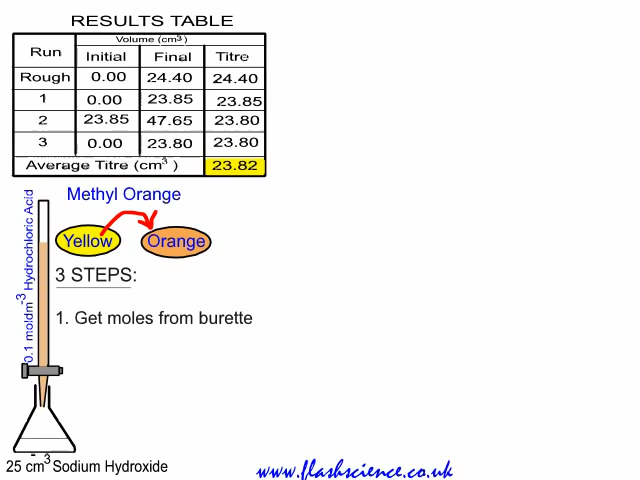 RESULTS TABLE
Volume (cm³)
Run Initial Final Titre
Rough 0.00 24.40 24.40
1 0.00 23.85 23.85
2 23.85 47.65 23.80
3 0.00 23.80 23.80
Average Titre (cm³) 23.82
Methyl Orange
Yellow Orange
0.1 moldm⁻³ Hydrochloric Acid
3 STEPS:
1. Get moles from burette
25 cm⁻³ Sodium Hydroxide
www.flashscience.co.uk